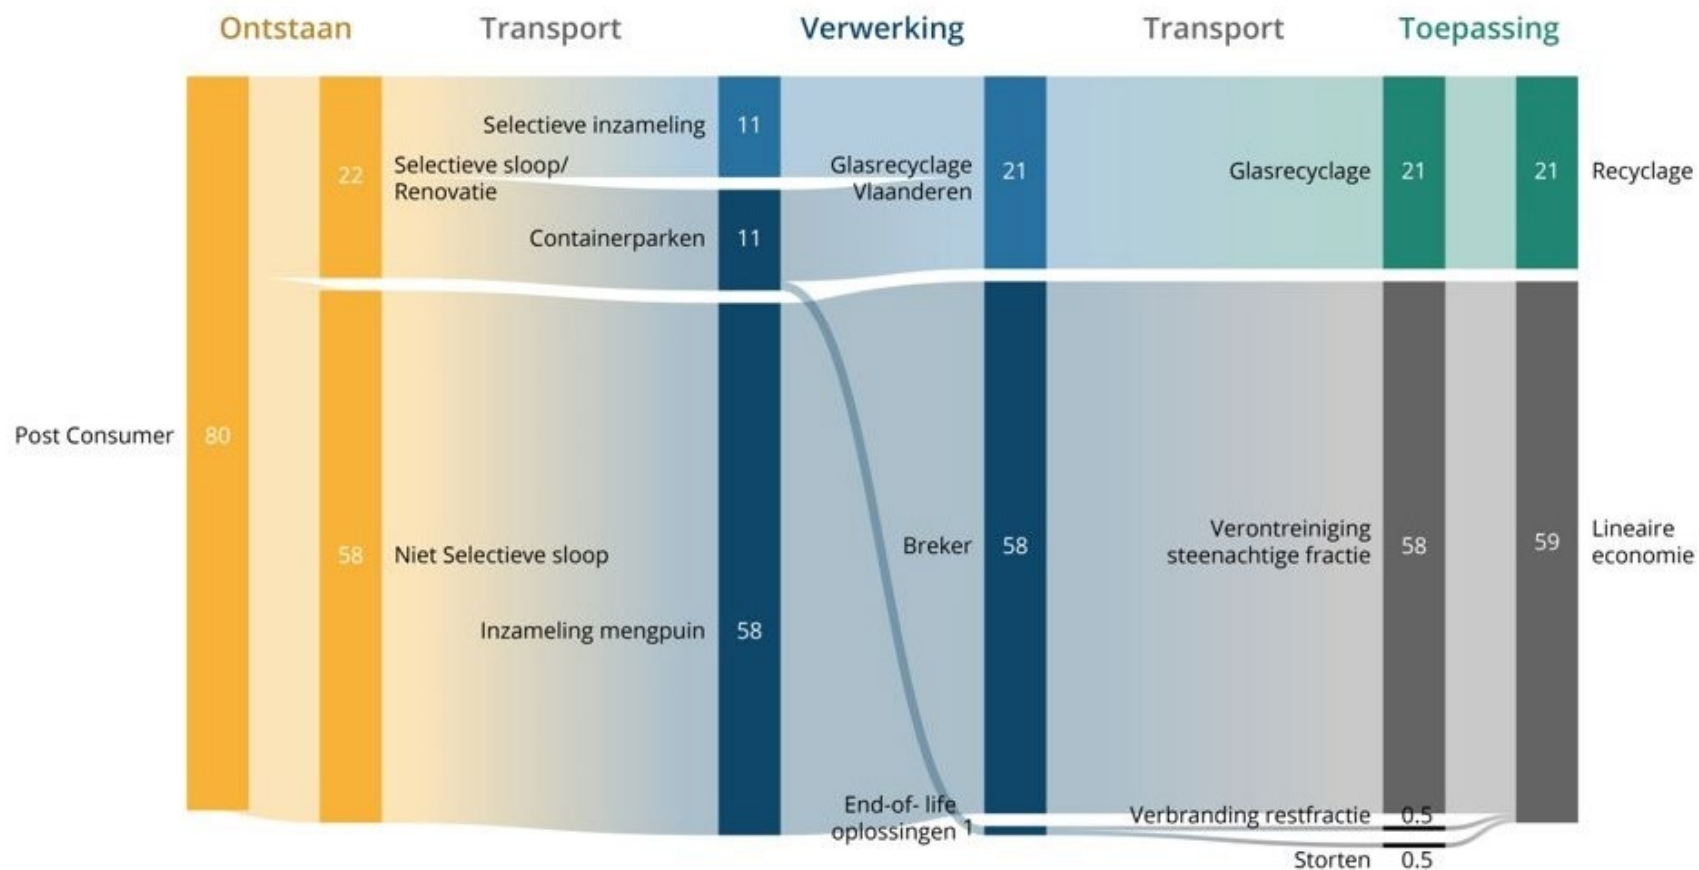 Ontstaan Transport Verwerking Transport Toepassing
Selectieve inzameling 11
22 Selectieve sloop/
Renovatie
Glasrecyclage
Vlaanderen 21
Glasrecyclage 21
21 Recyclage
Containerparken 11
Post Consumer 80
58 Niet Selectieve sloop
Inzameling mengpuin 58
Breker 58
Verontreiniging
steenachtige fractie 58
59 Lineaire
economie
End-of- life
oplossingen 1
Verbranding restfractie 0.5
Storten 0.5